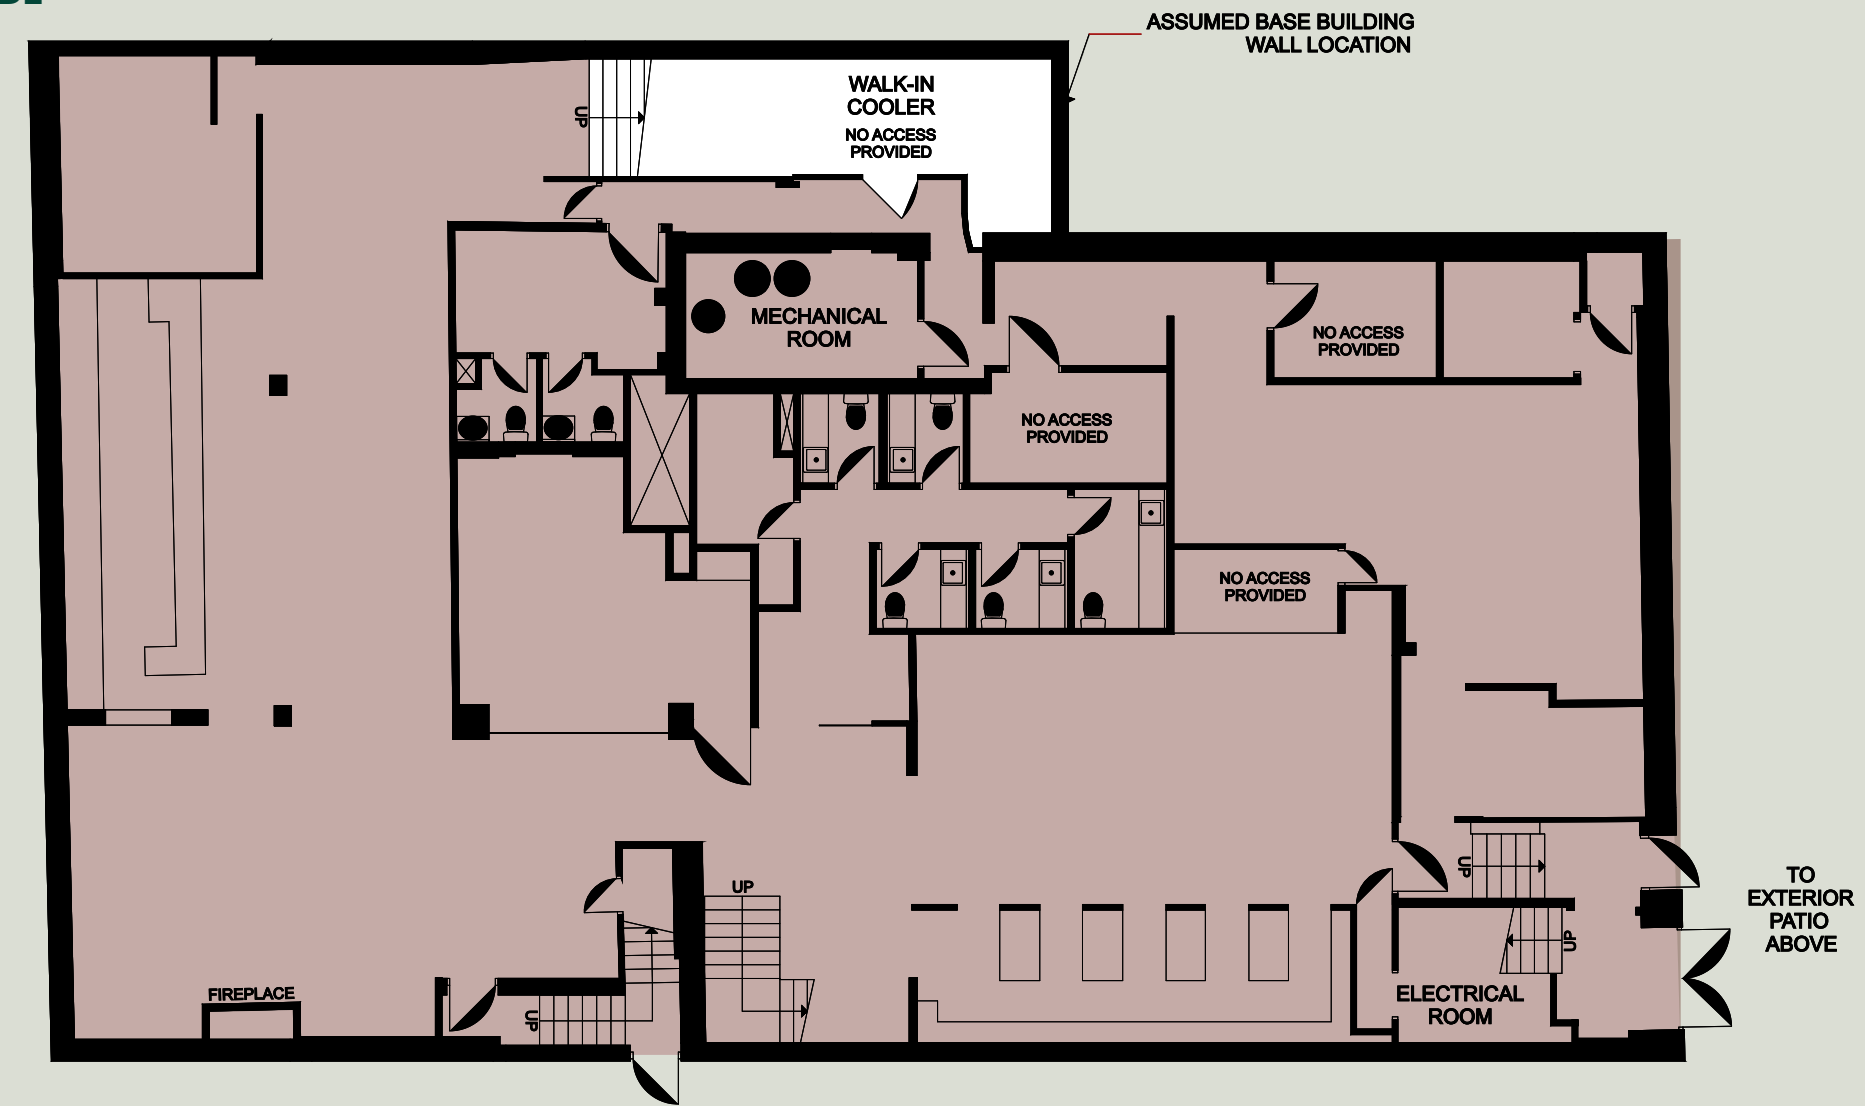 ASSUMED BASE BUILDING
WALL LOCATION
WALK-IN
COOLER
NO ACCESS
PROVIDED
UP
MECHANICAL
ROOM
NO ACCESS
PROVIDED
NO ACCESS
PROVIDED
NO ACCESS
PROVIDED
UP
UP
TO
EXTERIOR
PATIO
ABOVE
UP
FIREPLACE
UP
ELECTRICAL
ROOM